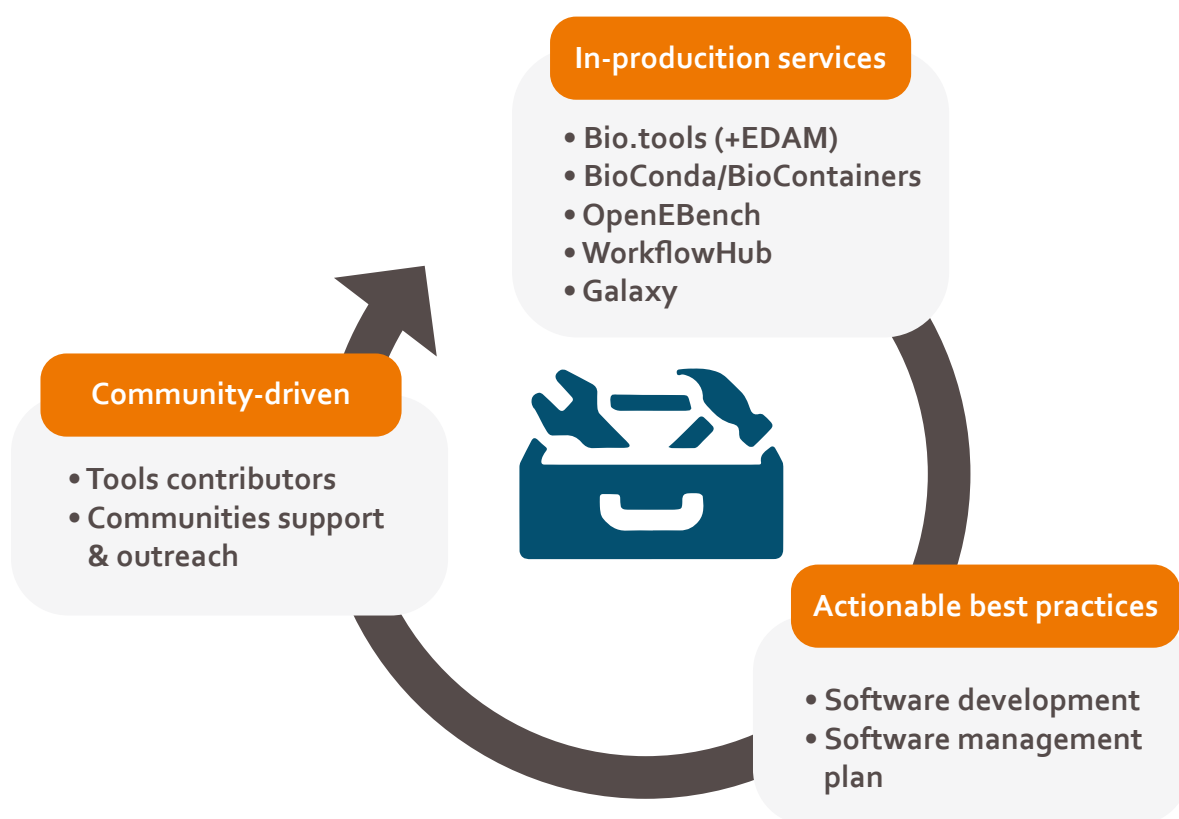 In-producition services
• Bio.tools (+EDAM)
• BioConda/BioContainers
• OpenEBench
• WorkflowHub
• Galaxy
Community-driven
• Tools contributors
• Communities support
& outreach
Actionable best practices
• Software development
• Software management
plan